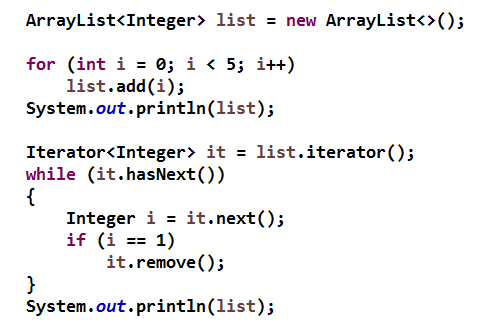 ArrayList<Integer> list = new ArrayList<>();
for (int i = 0; i < 5; i++)
list.add(i);
System.out.println(list);
Iterator<Integer> it = list.iterator();
while (it.hasNext())
{
Integer i = it.next();
if (i == 1)
it.remove();
}
System.out.println(list);